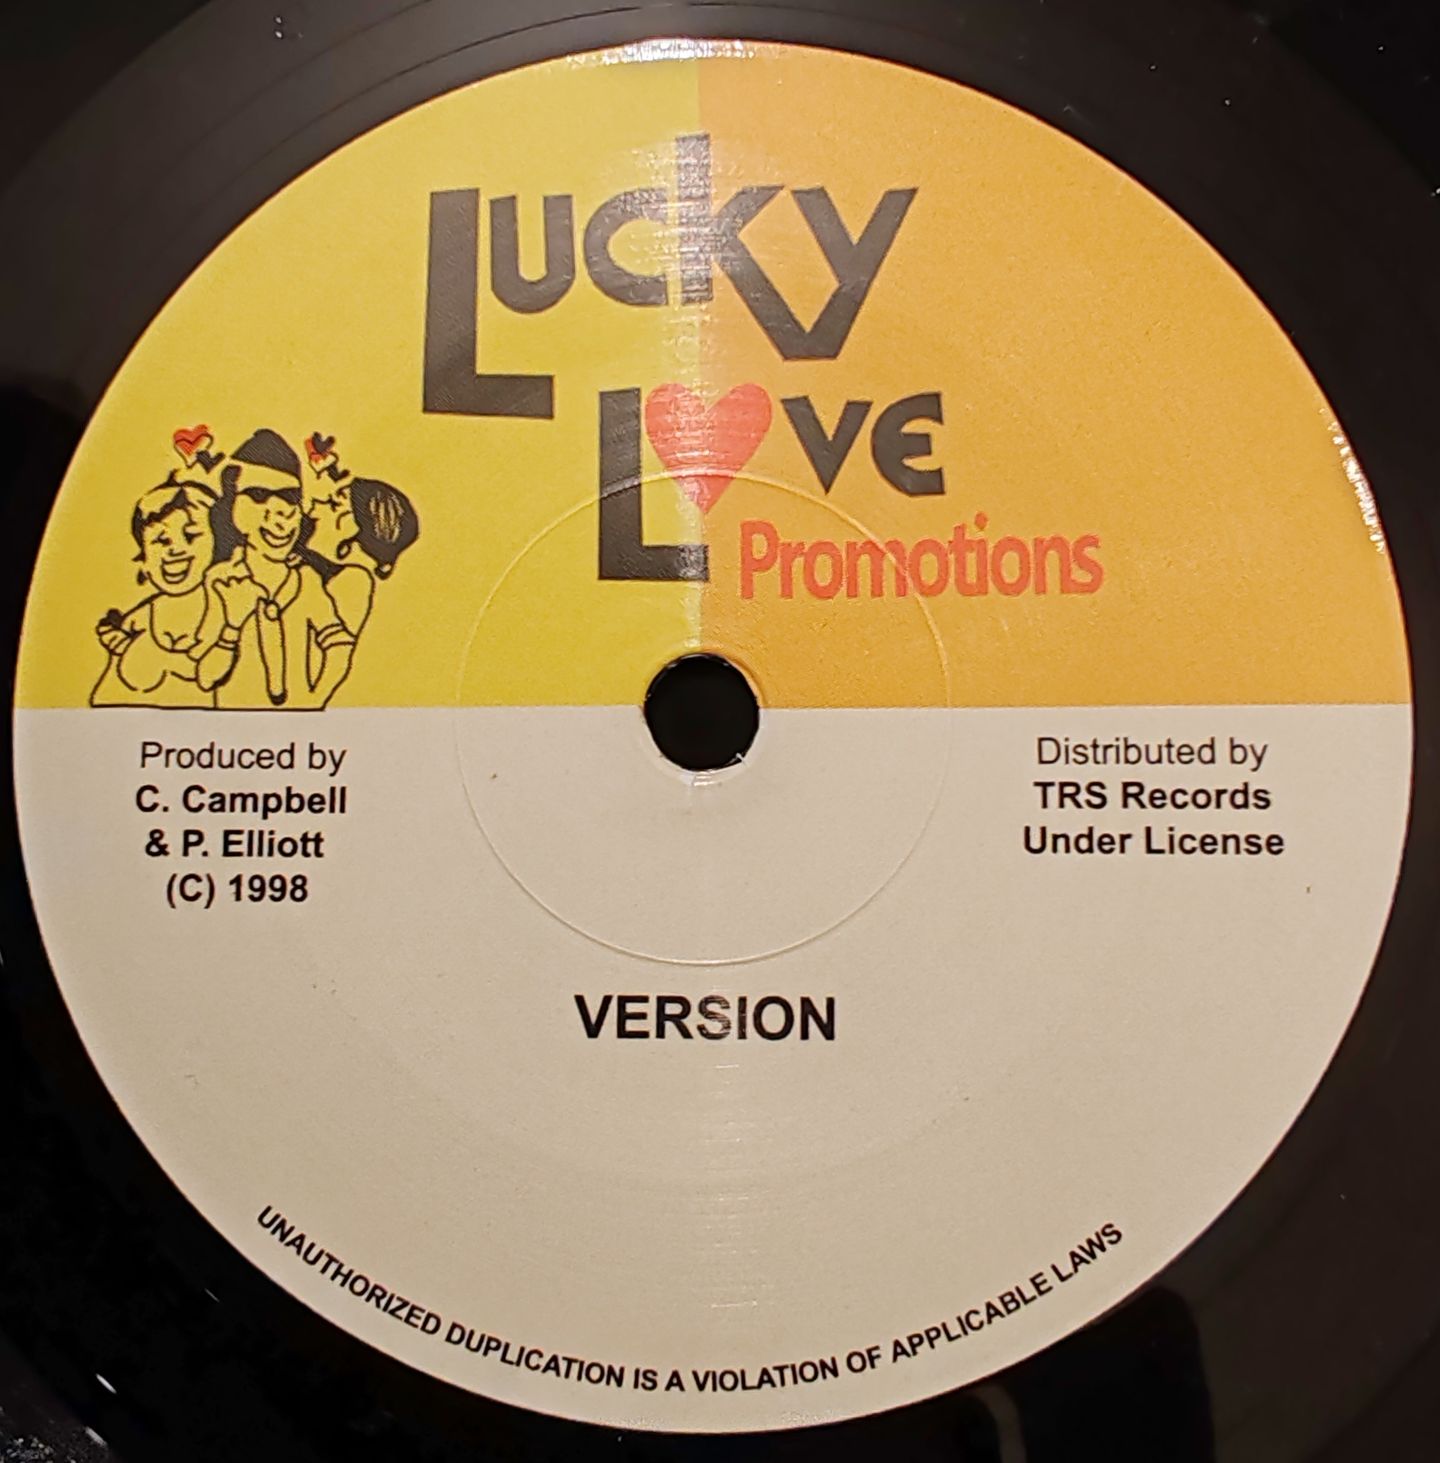 Lucky
Love
Promotions
Produced by
C. Campbell
& P. Elliott
(C) 1998
Distributed by
TRS Records
Under License
VERSION
UNAUTHORIZED DUPLICATION IS A VIOLATION OF APPLICABLE LAWS